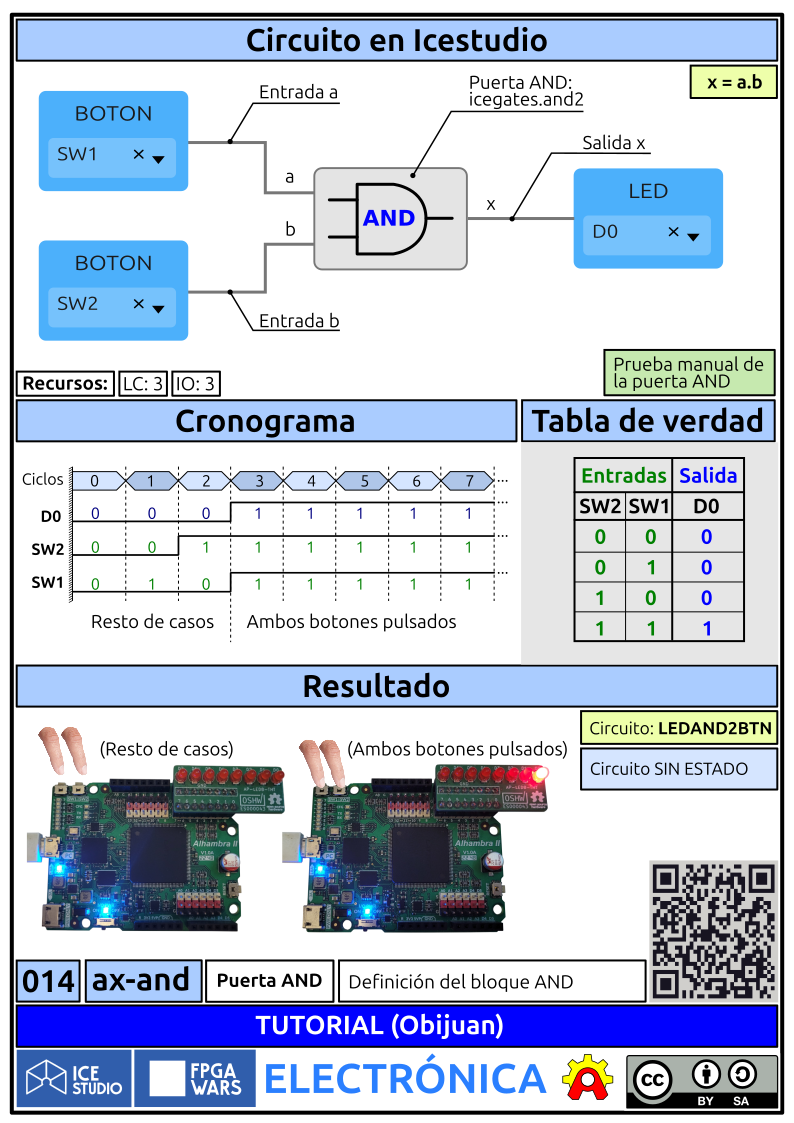 Circuito en Icestudio
x = a.b
Puerta AND:
icegates.and2
Entrada a
Salida x
BOTON
SW1
a
AND
x
LED
D0
b
BOTON
SW2
Entrada b
Prueba manual de
la puerta AND
Recursos: LC: 3 IO: 3
Cronograma
Ciclos 0 1 2 3 4 5 6 7 ...
D0 0 0 0 1 1 1 1 1 ...
SW2 0 0 1 1 1 1 1 1 ...
SW1 0 1 0 1 1 1 1 1 ...
Resto de casos Ambos botones pulsados
Tabla de verdad
Entradas Salida
SW2 SW1 D0
0 0 0
0 1 0
1 0 0
1 1 1
Resultado
Circuito: LEDAND2BTN
Circuito SIN ESTADO
(Resto de casos)
(Ambos botones pulsados)
OSHW
Alhambra II
OSHW
Alhambra II
014 ax-and Puerta AND Definición del bloque AND
TUTORIAL (Obijuan)
ICE
STUDIO
FPGA
WARS
ELECTRÓNICA
CC
BY SA